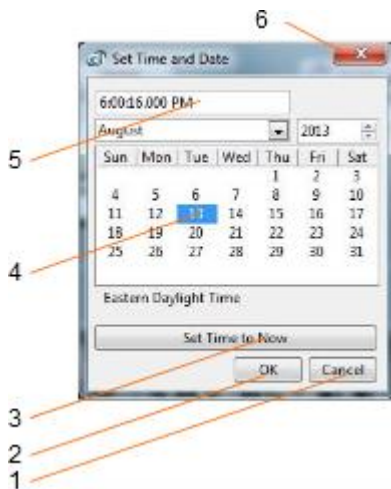 6
Set Time and Date
6:00:16.000 PM
August 2013
5
Sun Mon Tue Wed Thu Fri Sat
1 2 3
4 5 6 7 8 9 10
11 12 13 14 15 16 17
18 19 20 21 22 23 24
4
25 26 27 28 29 30 31
Eastern Daylight Time
Set Time to Now
OK Cancel
3
2
1